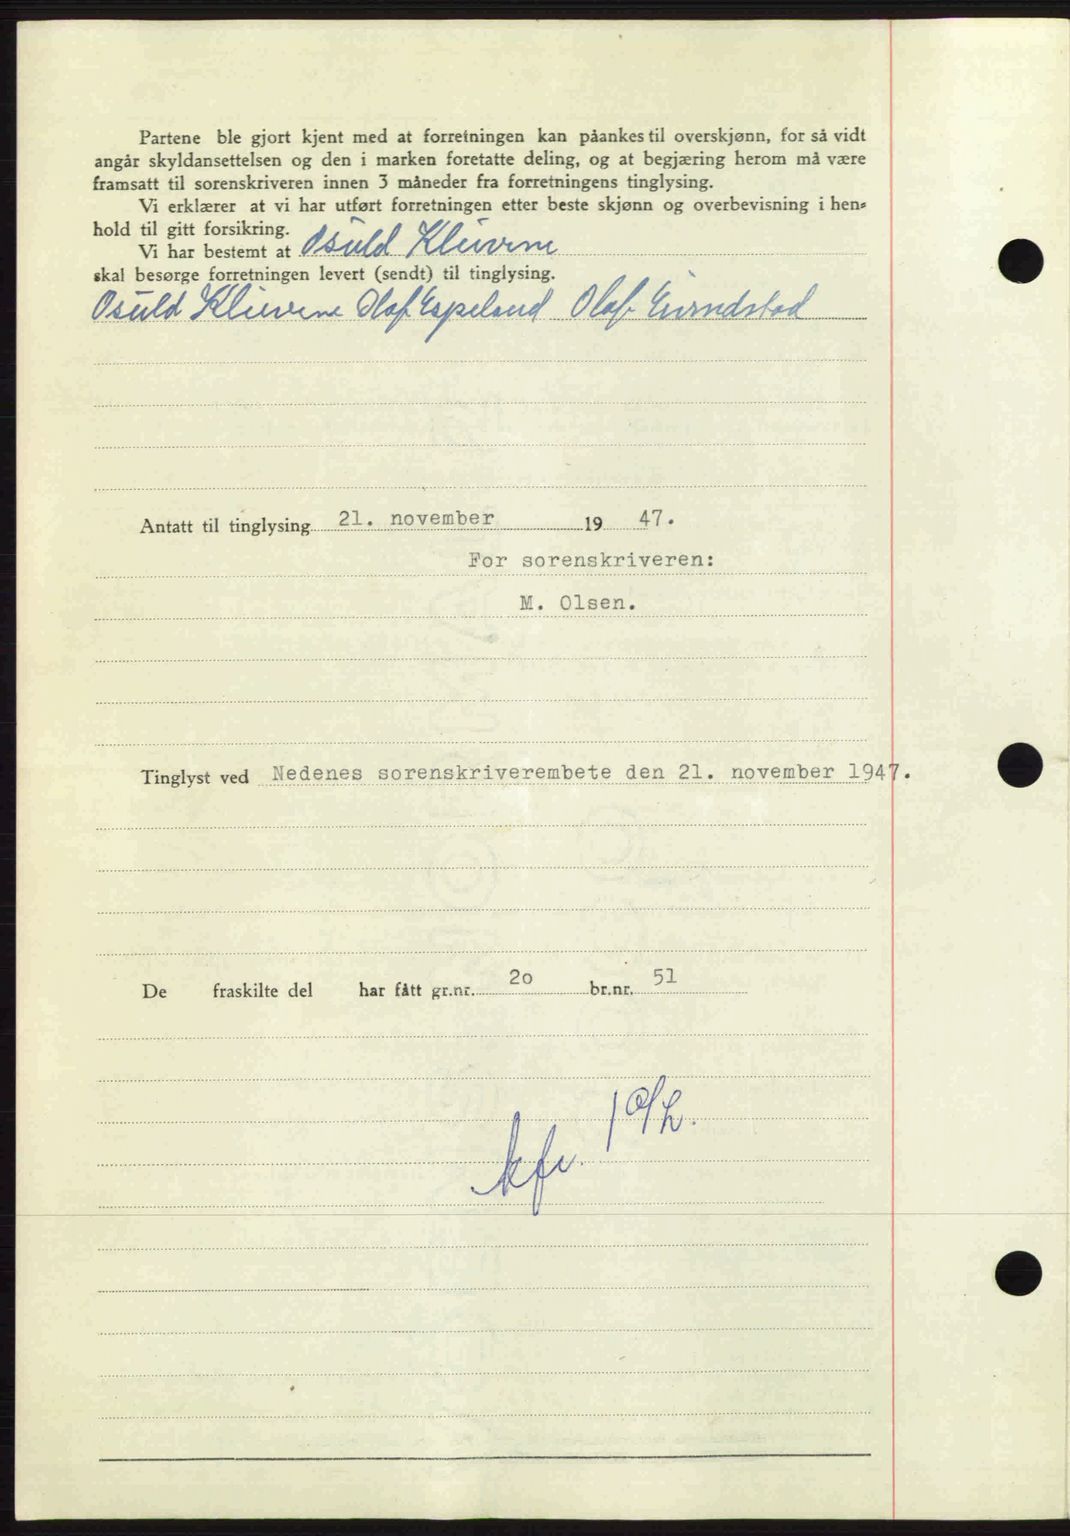 Partene ble gjort kjent med at forretningen kan påankes til overskjønn, for så vidt
angår skyldansettelsen og den i marken foretatte deling, og at begjæring herom må være
framsatt til sorenskriveren innen 3 måneder fra forretningens tinglysing.
Vi erklærer at vi har utført forretningen etter beste skjønn og overbevisning i hen-
hold til gitt forsikring.
Vi har bestemt at Osuld Kleivene
skal besørge forretningen levert (sendt) til tinglysing.
Osuld Kleivene Olaf Espeland Olaf
Antatt til tinglysing 21. november 19 47.
For sorenskriveren:
M. Olsen.
Tinglyst ved Nedenes sorenskriverembete den 21. november 1947.
De fraskilte del har fått gr.nr. 20 br.nr. 51
kfr.